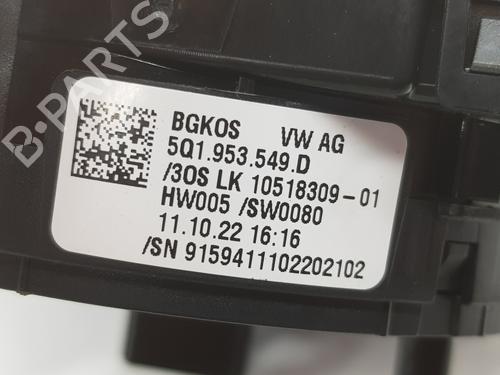 BGKOS VW AG
5Q1.953.549.D
/3OS LK 10518309-01
HW005 /SW0080
11.10.22 16:16
/SN 9159411102202102
B-PARTS